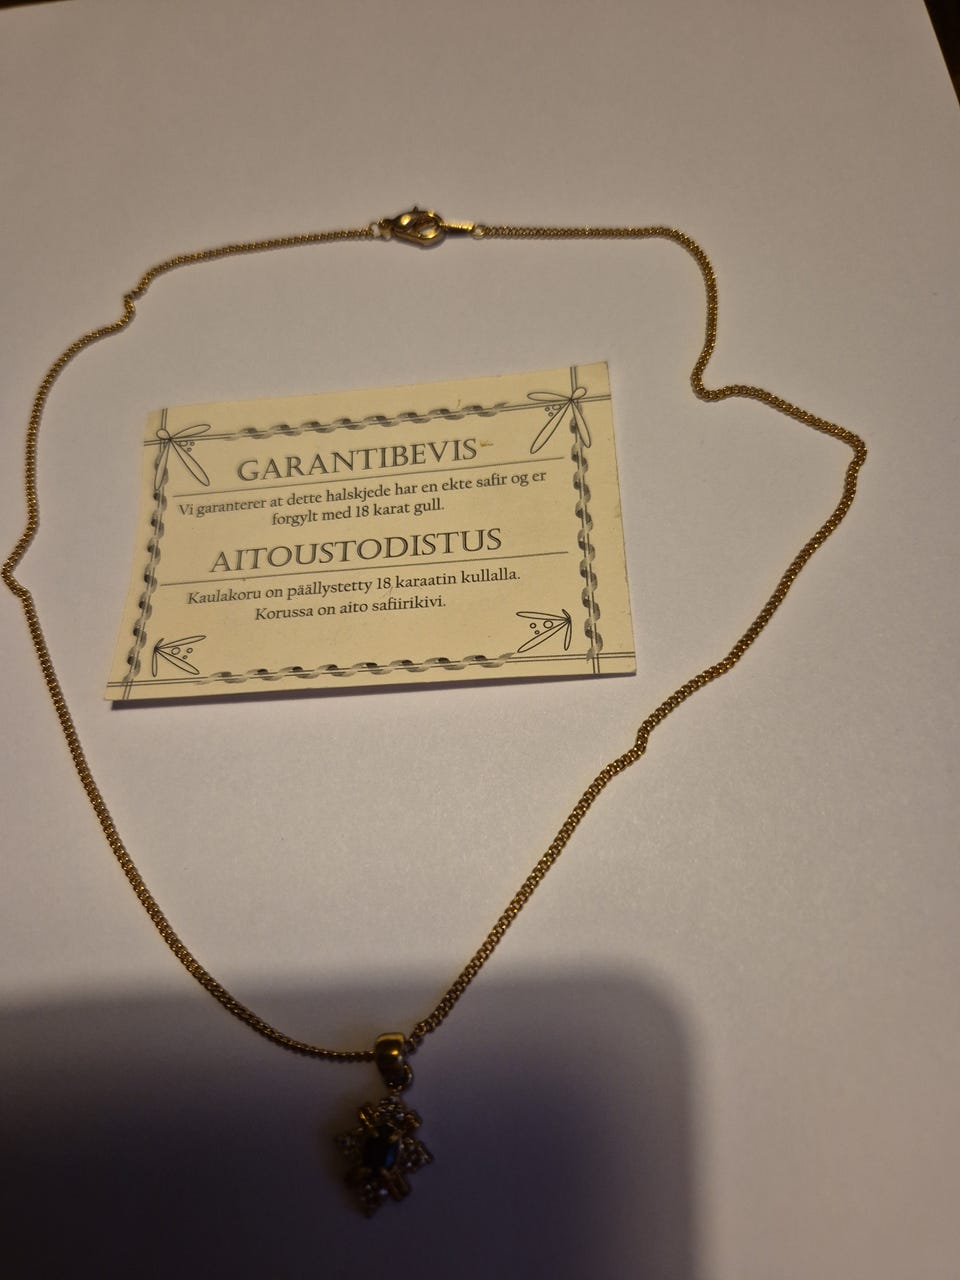 GARANTIBEVIS
Vi garanterer at dette halskjede har en ekte safir og er
forgylt med 18 karat gull.
AITOUSTODISTUS
Kaulakoru on päällystetty 18 karaatin kullalla.
Korussa on aito safiirikivi.